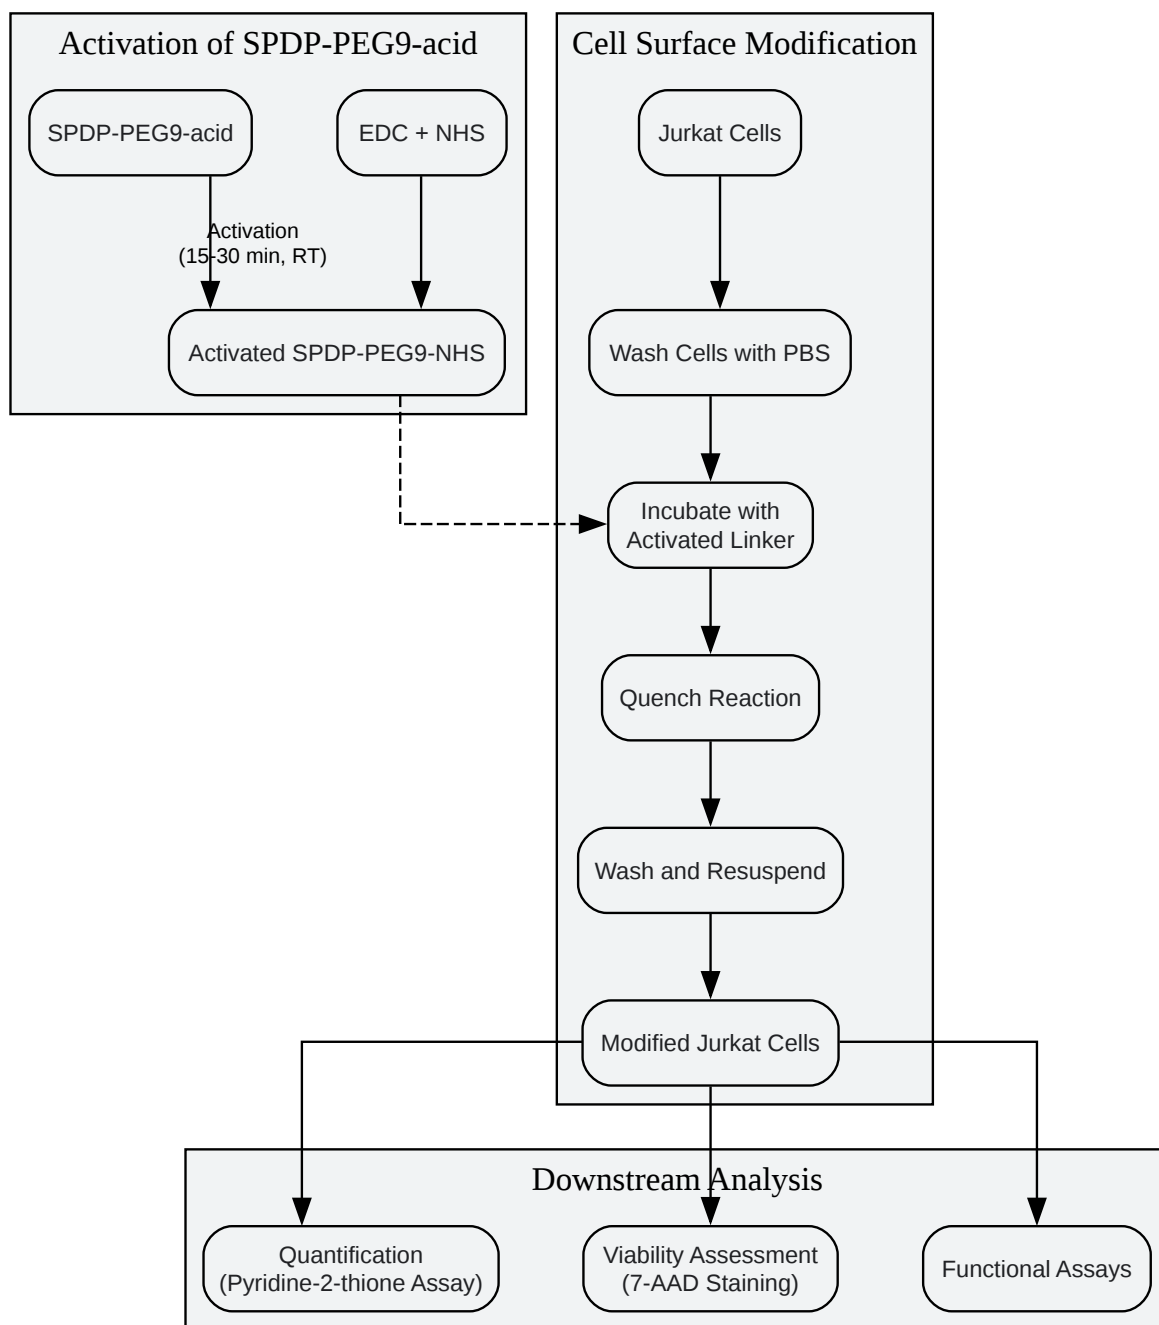 Activation of SPDP-PEG9-acid
SPDP-PEG9-acid
EDC + NHS
Activation
(15-30 min, RT)
Activated SPDP-PEG9-NHS
Cell Surface Modification
Jurkat Cells
Wash Cells with PBS
Incubate with
Activated Linker
Quench Reaction
Wash and Resuspend
Modified Jurkat Cells
Downstream Analysis
Quantification
(Pyridine-2-thione Assay)
Viability Assessment
(7-AAD Staining)
Functional Assays